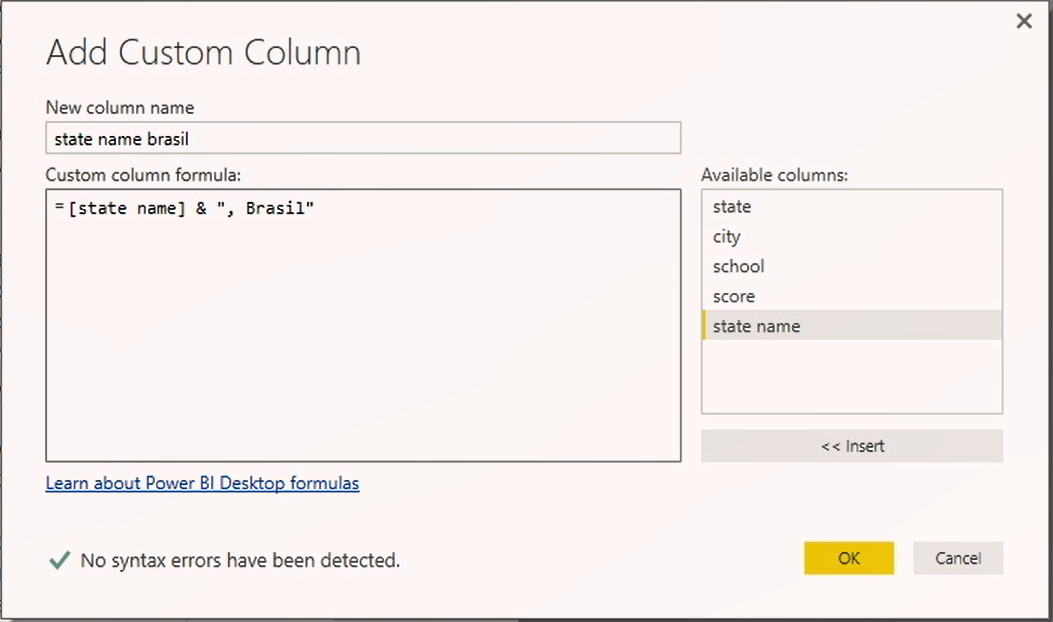 Add Custom Column
New column name
state name brasil
Custom column formula:
=[state name] & ", Brasil"
Available columns:
state
city
school
score
state name
<< Insert
Learn about Power BI Desktop formulas
No syntax errors have been detected.
OK
Cancel